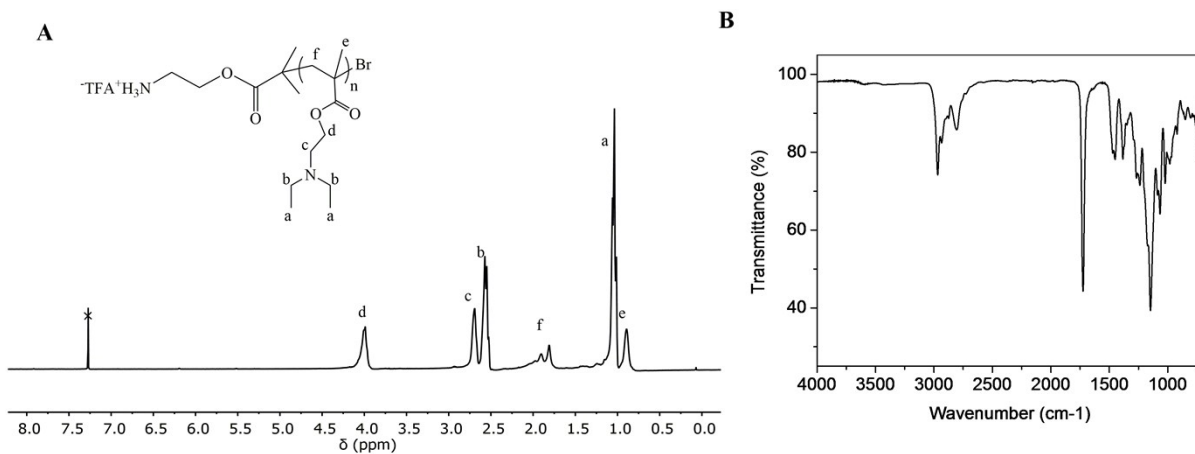 A
f
e
Br
n
⁻TFA⁺H₃N
O
O
O
O
d
c
b
N
b
a
a
a
b
c
d
f
e
×
8.0 7.5 7.0 6.5 6.0 5.5 5.0 4.5 4.0 3.5 3.0 2.5 2.0 1.5 1.0 0.5 0.0
δ (ppm)
B
100
80
60
40
Transmittance (%)
4000 3500 3000 2500 2000 1500 1000
Wavenumber (cm-1)